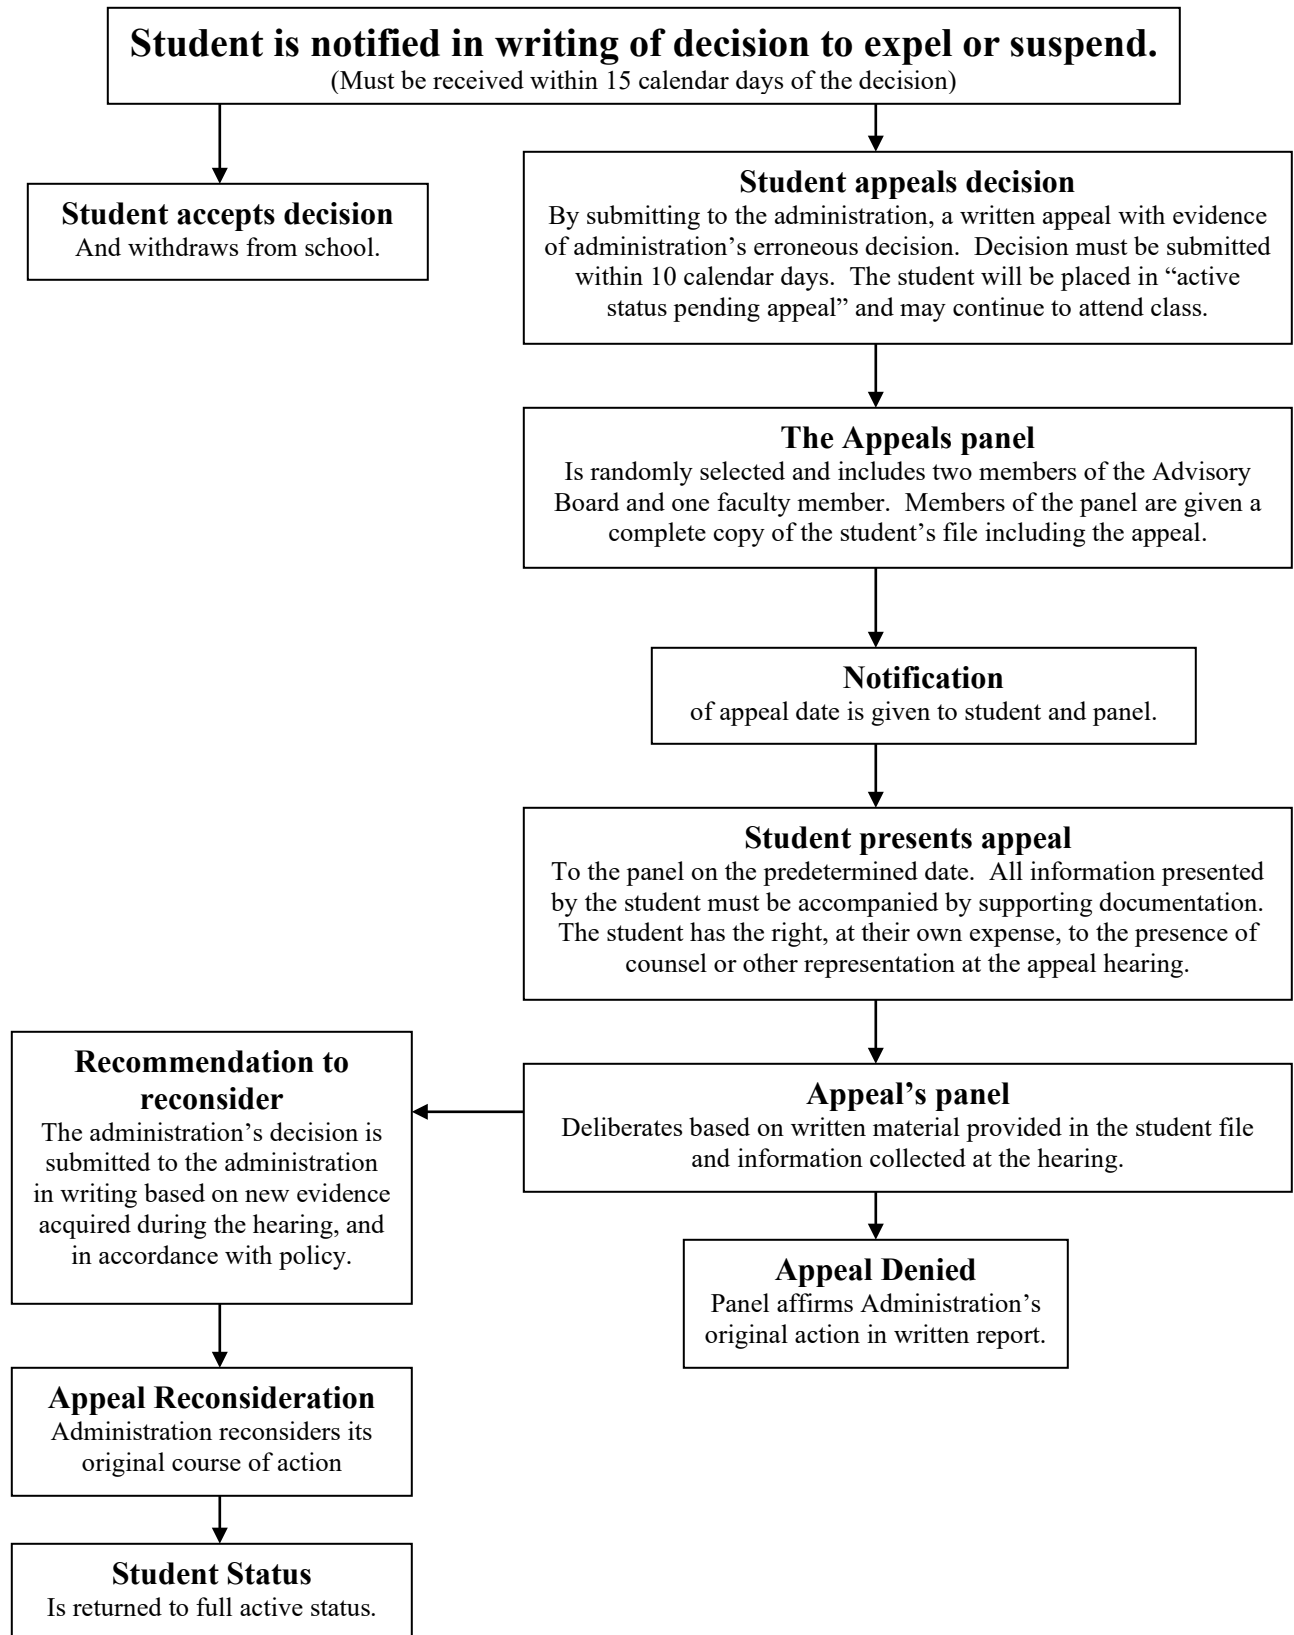 Student is notified in writing of decision to expel or suspend.
(Must be received within 15 calendar days of the decision)
Student accepts decision
And withdraws from school.
Student appeals decision
By submitting to the administration, a written appeal with evidence
of administration’s erroneous decision.  Decision must be submitted
within 10 calendar days.  The student will be placed in “active
status pending appeal” and may continue to attend class.
The Appeals panel
Is randomly selected and includes two members of the Advisory
Board and one faculty member.  Members of the panel are given a
complete copy of the student’s file including the appeal.
Notification
of appeal date is given to student and panel.
Student presents appeal
To the panel on the predetermined date.  All information presented
by the student must be accompanied by supporting documentation.
The student has the right, at their own expense, to the presence of
counsel or other representation at the appeal hearing.
Appeal’s panel
Deliberates based on written material provided in the student file
and information collected at the hearing.
Recommendation to
reconsider
The administration’s decision is
submitted to the administration
in writing based on new evidence
acquired during the hearing, and
in accordance with policy.
Appeal Denied
Panel affirms Administration’s
original action in written report.
Appeal Reconsideration
Administration reconsiders its
original course of action
Student Status
Is returned to full active status.